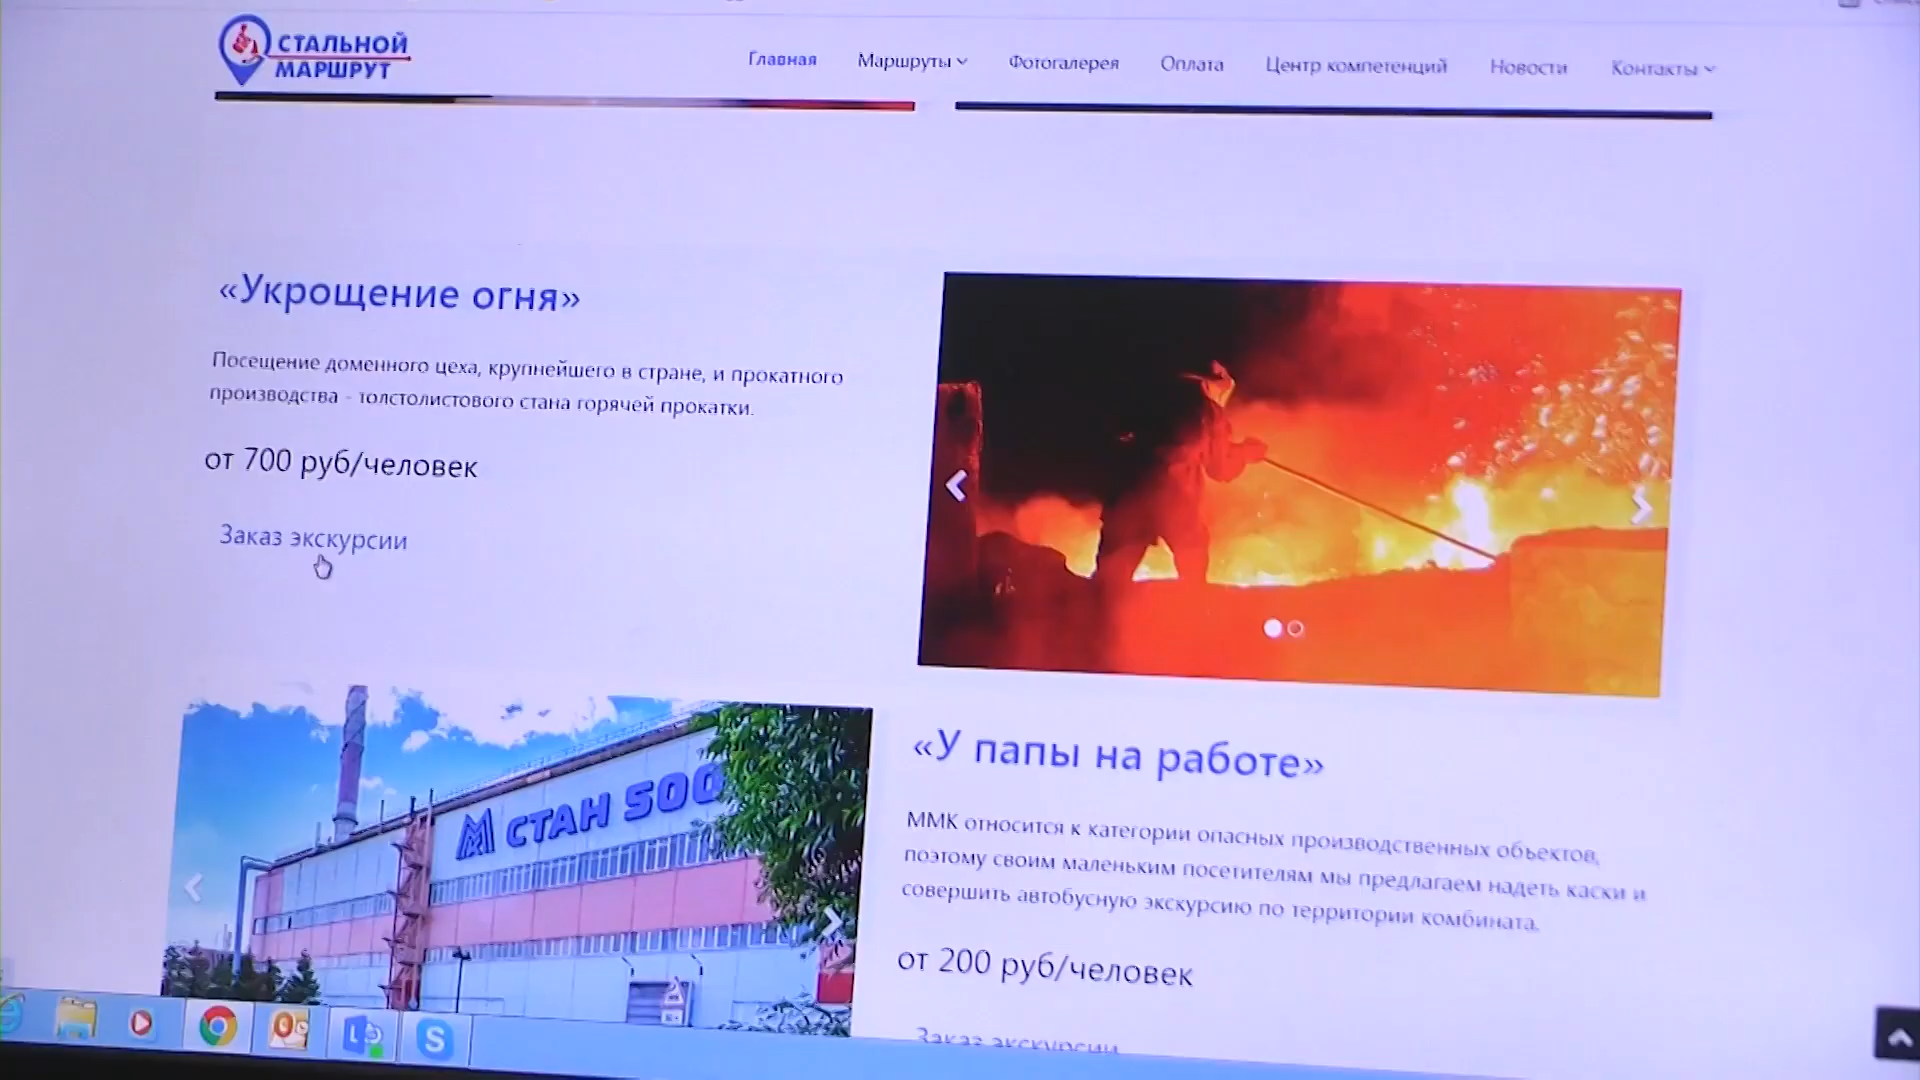 СТАЛЬНОЙ
МАРШРУТ
Главная Маршруты Фотогалерея Оплата Центр компетенций Новости Контакты
«Укрощение огня»
Посещение доменного цеха, крупнейшего в стране, и прокатного
производства - толстолистового стана горячей прокатки.
от 700 руб/человек
Заказ экскурсии
СТАН 500
«У папы на работе»
ММК относится к категории опасных производственных объектов,
поэтому своим маленьким посетителям мы предлагаем надеть каски и
совершить автобусную экскурсию по территории комбината.
от 200 руб/человек
Заказ экскурсии